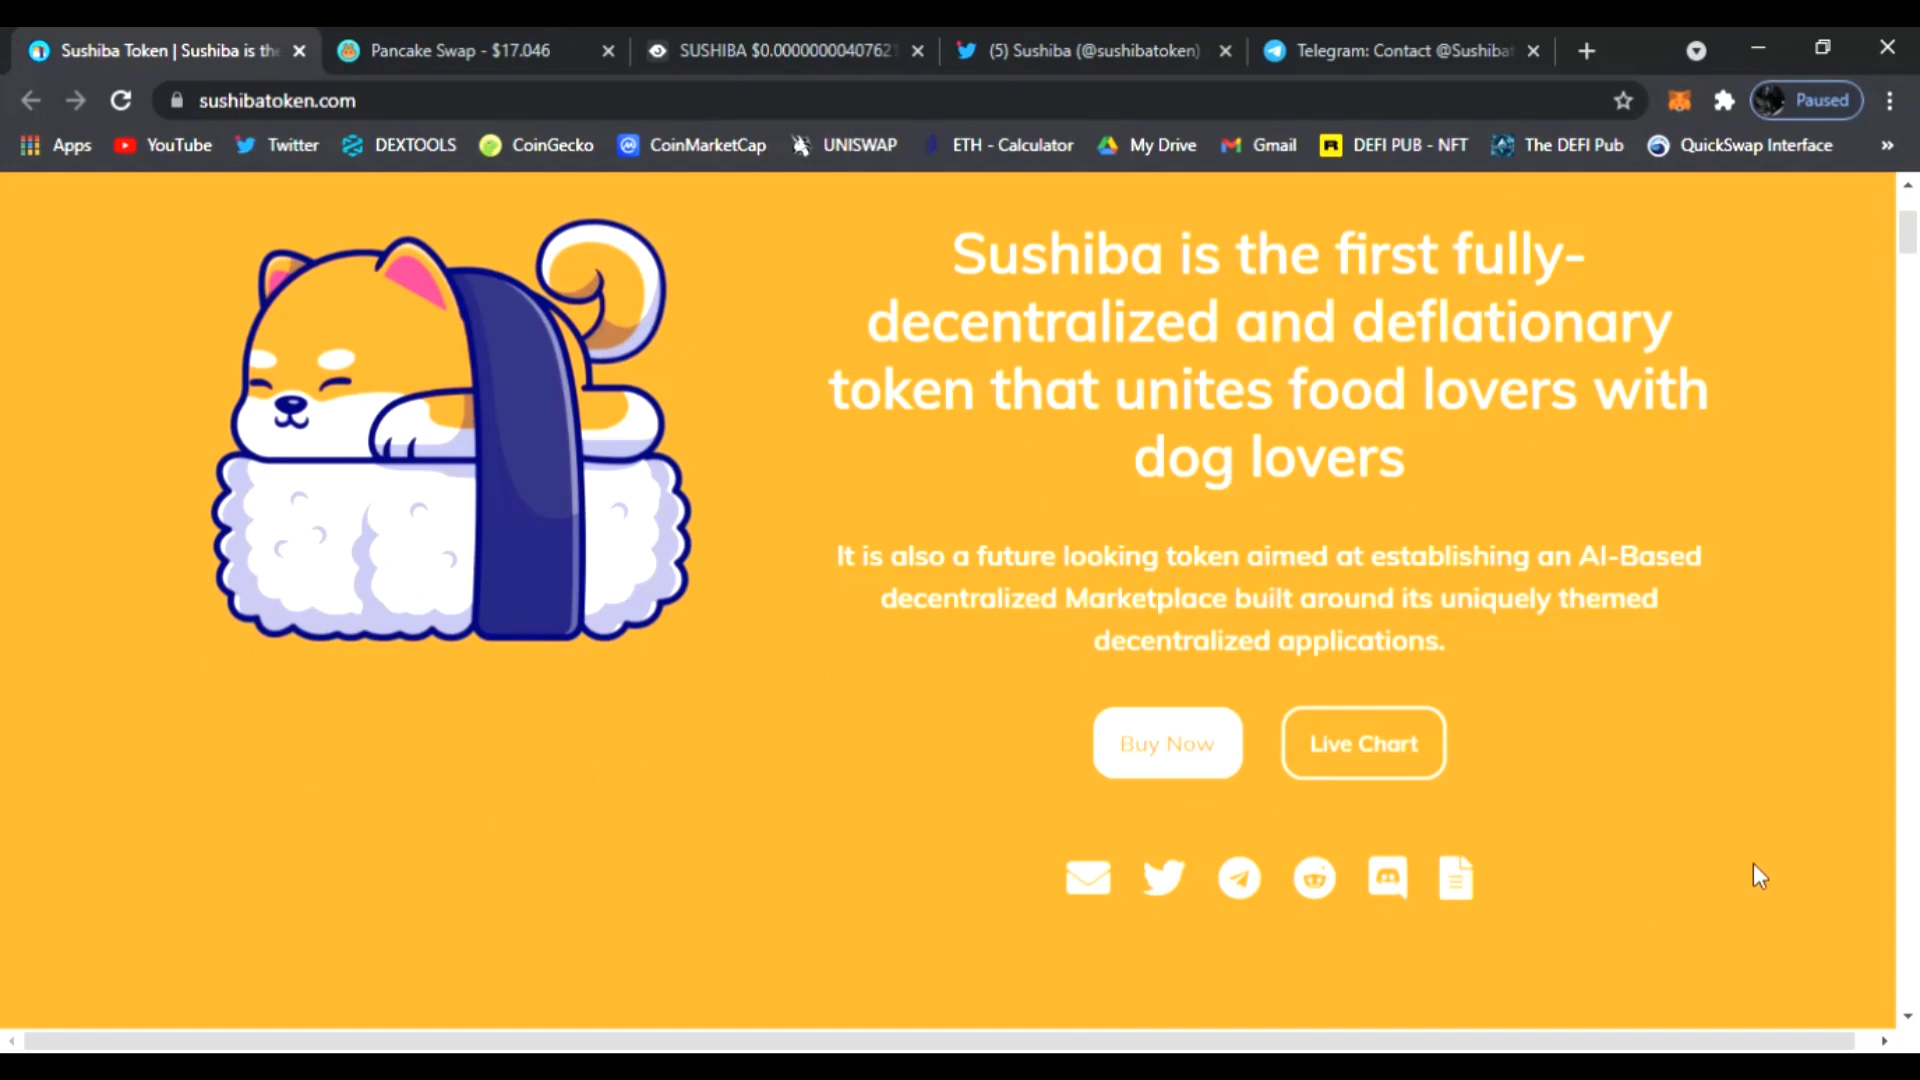 Sushiba Token | Sushiba is the
Pancake Swap - $17.046
SUSHIBA $0.0000000040762
(5) Sushiba (@sushibatoken)
Telegram: Contact @Sushibat
sushibatoken.com
Paused
Apps
YouTube
Twitter
DEXTOOLS
CoinGecko
CoinMarketCap
UNISWAP
ETH - Calculator
My Drive
Gmail
DEFI PUB - NFT
The DEFI Pub
QuickSwap Interface
»
Sushiba is the first fully-
decentralized and deflationary
token that unites food lovers with
dog lovers
It is also a future looking token aimed at establishing an AI-Based
decentralized Marketplace built around its uniquely themed
decentralized applications.
Buy Now
Live Chart